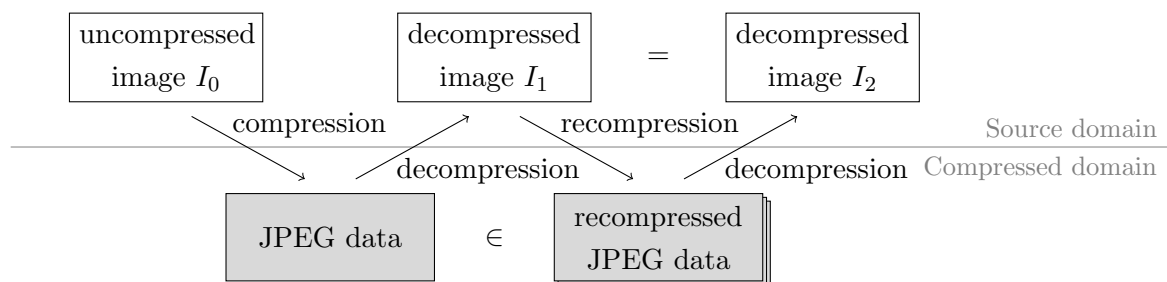 uncompressed
image I₀
decompressed
image I₁
=
decompressed
image I₂
compression
recompression
Source domain
decompression
decompression
Compressed domain
JPEG data
∈
recompressed
JPEG data